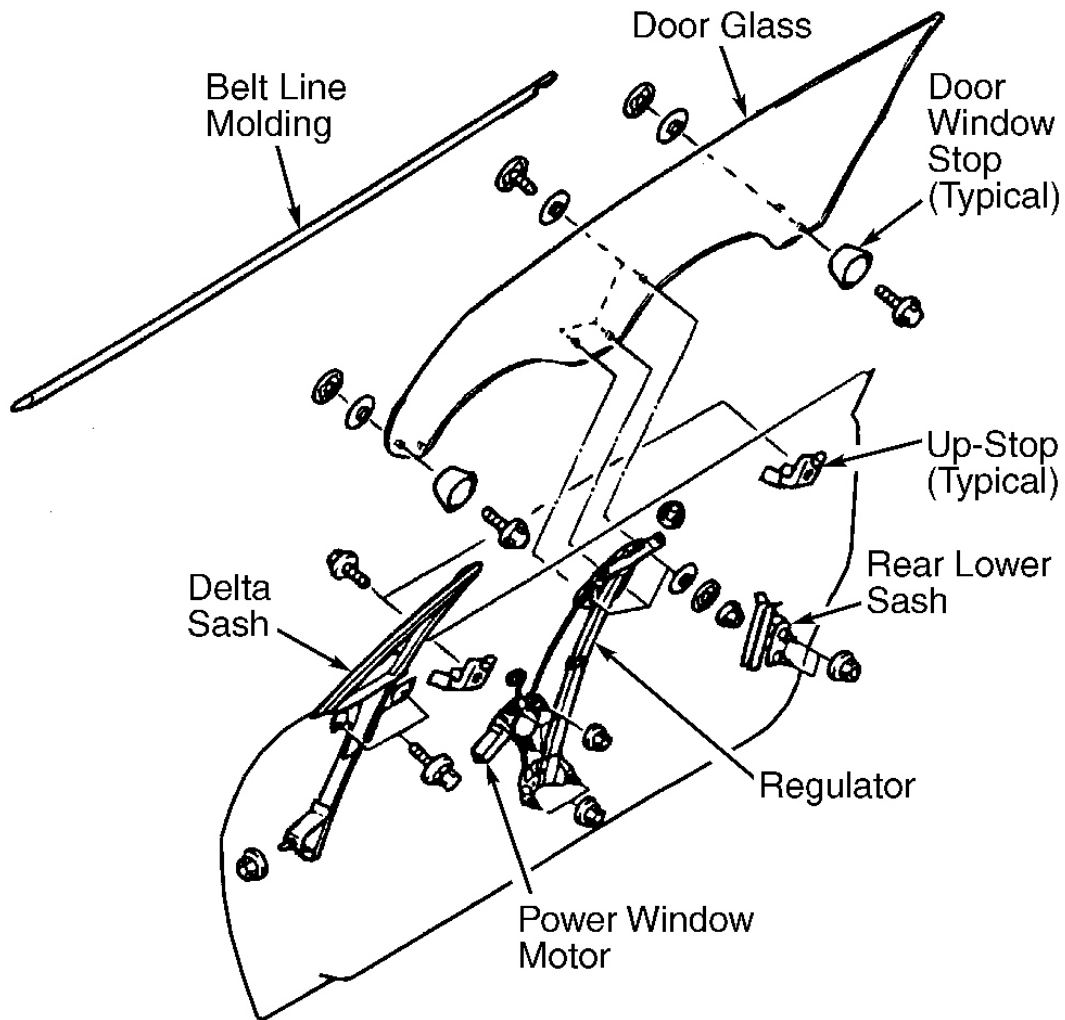 Door Glass
Belt Line
Molding
Door
Window
Stop
(Typical)
Up-Stop
(Typical)
Rear Lower
Sash
Delta
Sash
Regulator
Power Window
Motor